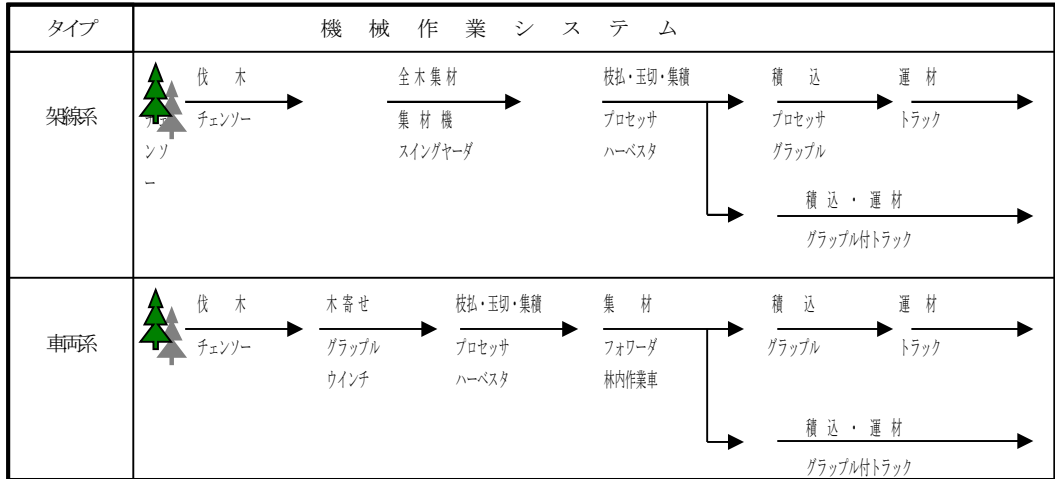 タイプ
機械作業システム
架線系
伐木
チェンソー
全木集材
集材機
スイングヤーダ
枝払・玉切・集積
プロセッサ
ハーベスタ
積込
プロセッサ
グラップル
運材
トラック
積込・運材
グラップル付トラック
車両系
伐木
チェンソー
木寄せ
グラップル
ウインチ
枝払・玉切・集積
プロセッサ
ハーベスタ
集材
フォワーダ
林内作業車
積込
グラップル
運材
トラック
積込・運材
グラップル付トラック